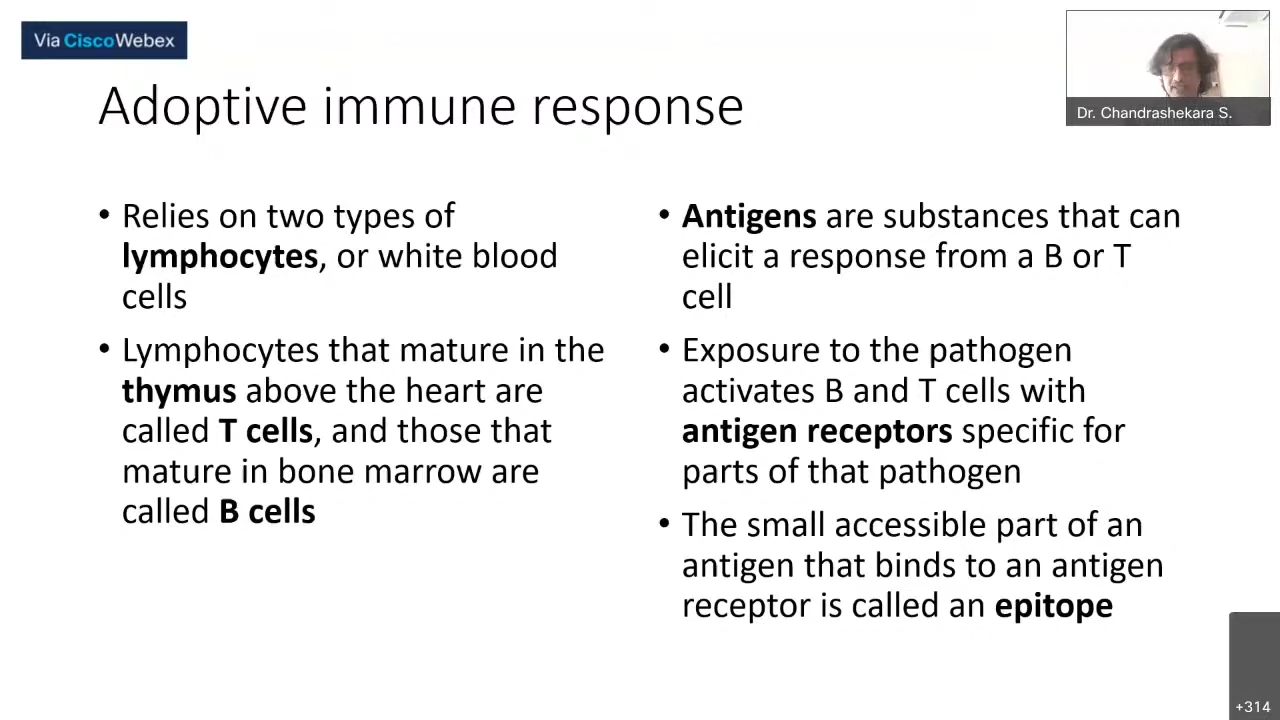 Via Cisco Webex
Dr. Chandrashekara S.
Adoptive immune response
• Relies on two types of
lymphocytes, or white blood
cells
• Lymphocytes that mature in the
thymus above the heart are
called T cells, and those that
mature in bone marrow are
called B cells
• Antigens are substances that can
elicit a response from a B or T
cell
• Exposure to the pathogen
activates B and T cells with
antigen receptors specific for
parts of that pathogen
• The small accessible part of an
antigen that binds to an antigen
receptor is called an epitope
+314